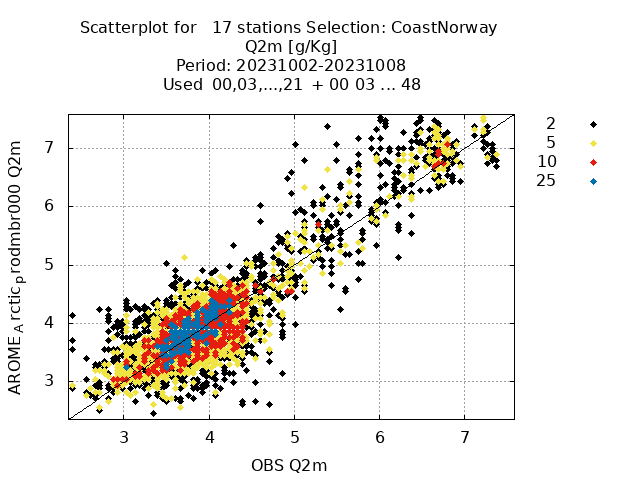 Scatterplot for 17 stations Selection: CoastNorway
Q2m [g/Kg]
Period: 20231002-20231008
Used 00,03,...,21 + 00 03 ... 48
2
5
10
25
7
6
5
4
3
AROME_Arctic_prodmbr000 Q2m
3 4 5 6 7
OBS Q2m